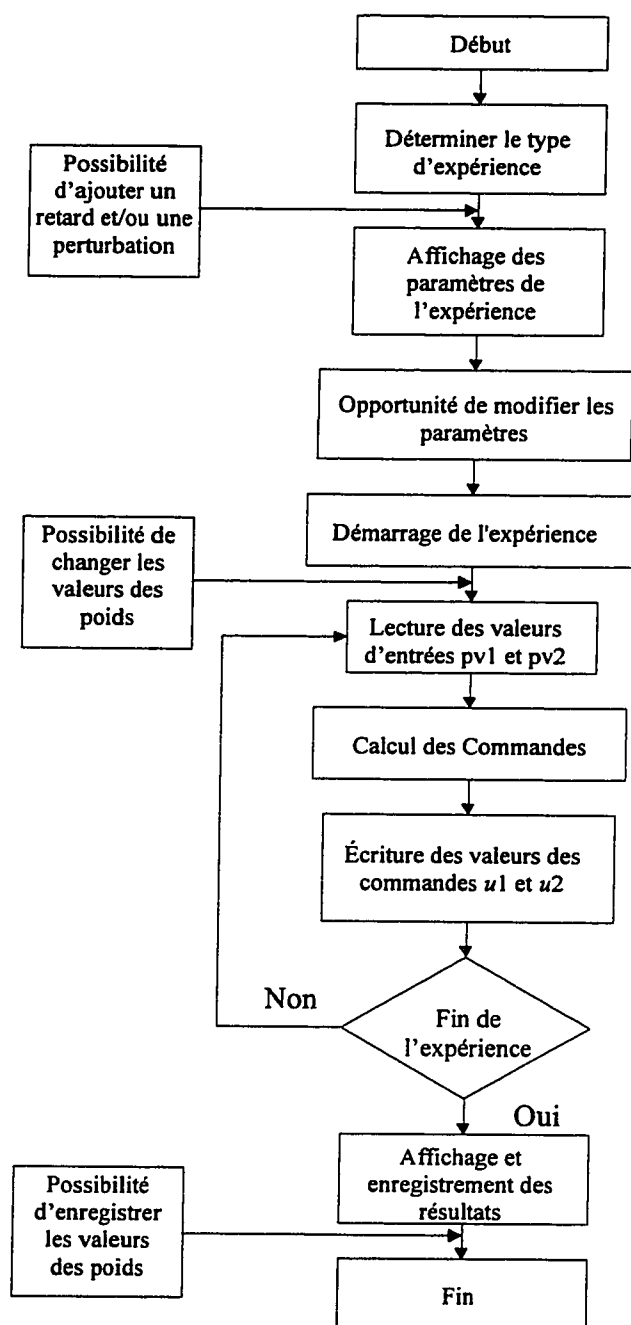 Début
Déterminer le type
d'expérience
Possibilité
d'ajouter un
retard et/ou une
perturbation
Affichage des
paramètres de
l'expérience
Opportunité de modifier les
paramètres
Démarrage de l'expérience
Possibilité de
changer les
valeurs des
poids
Lecture des valeurs
d'entrées pv1 et pv2
Calcul des Commandes
Écriture des valeurs des
commandes u1 et u2
Non
Fin de
l'expérience
Oui
Affichage et
enregistrement des
résultats
Possibilité
d'enregistrer
les valeurs
des poids
Fin